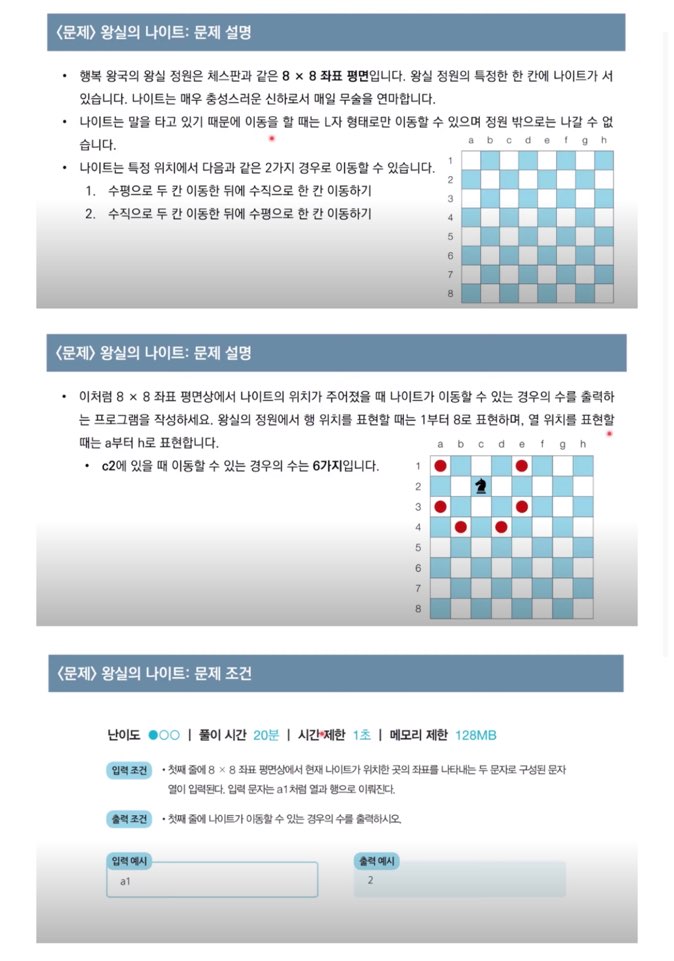 <문제> 왕실의 나이트: 문제 설명
• 행복 왕국의 왕실 정원은 체스판과 같은 8 × 8 좌표 평면입니다. 왕실 정원의 특정한 한 칸에 나이트가 서
있습니다. 나이트는 매우 충성스러운 신하로서 매일 무술을 연마합니다.
• 나이트는 말을 타고 있기 때문에 이동을 할 때는 L자 형태로만 이동할 수 있으며 정원 밖으로는 나갈 수 없
습니다.
• 나이트는 특정 위치에서 다음과 같은 2가지 경우로 이동할 수 있습니다.
1. 수평으로 두 칸 이동한 뒤에 수직으로 한 칸 이동하기
2. 수직으로 두 칸 이동한 뒤에 수평으로 한 칸 이동하기
a b c d e f g h
1
2
3
4
5
6
7
8
<문제> 왕실의 나이트: 문제 설명
• 이처럼 8 × 8 좌표 평면상에서 나이트의 위치가 주어졌을 때 나이트가 이동할 수 있는 경우의 수를 출력하
는 프로그램을 작성하세요. 왕실의 정원에서 행 위치를 표현할 때는 1부터 8로 표현하며, 열 위치를 표현할
때는 a부터 h로 표현합니다.
• c2에 있을 때 이동할 수 있는 경우의 수는 6가지입니다.
a b c d e f g h
1
2
3
4
5
6
7
8
<문제> 왕실의 나이트: 문제 조건
난이도 ●○○ | 풀이 시간 20분 | 시간 제한 1초 | 메모리 제한 128MB
입력 조건 • 첫째 줄에 8 × 8 좌표 평면상에서 현재 나이트가 위치한 곳의 좌표를 나타내는 두 문자로 구성된 문자
열이 입력된다. 입력 문자는 a1처럼 열과 행으로 이뤄진다.
출력 조건 • 첫째 줄에 나이트가 이동할 수 있는 경우의 수를 출력하시오.
입력 예시
a1
출력 예시
2